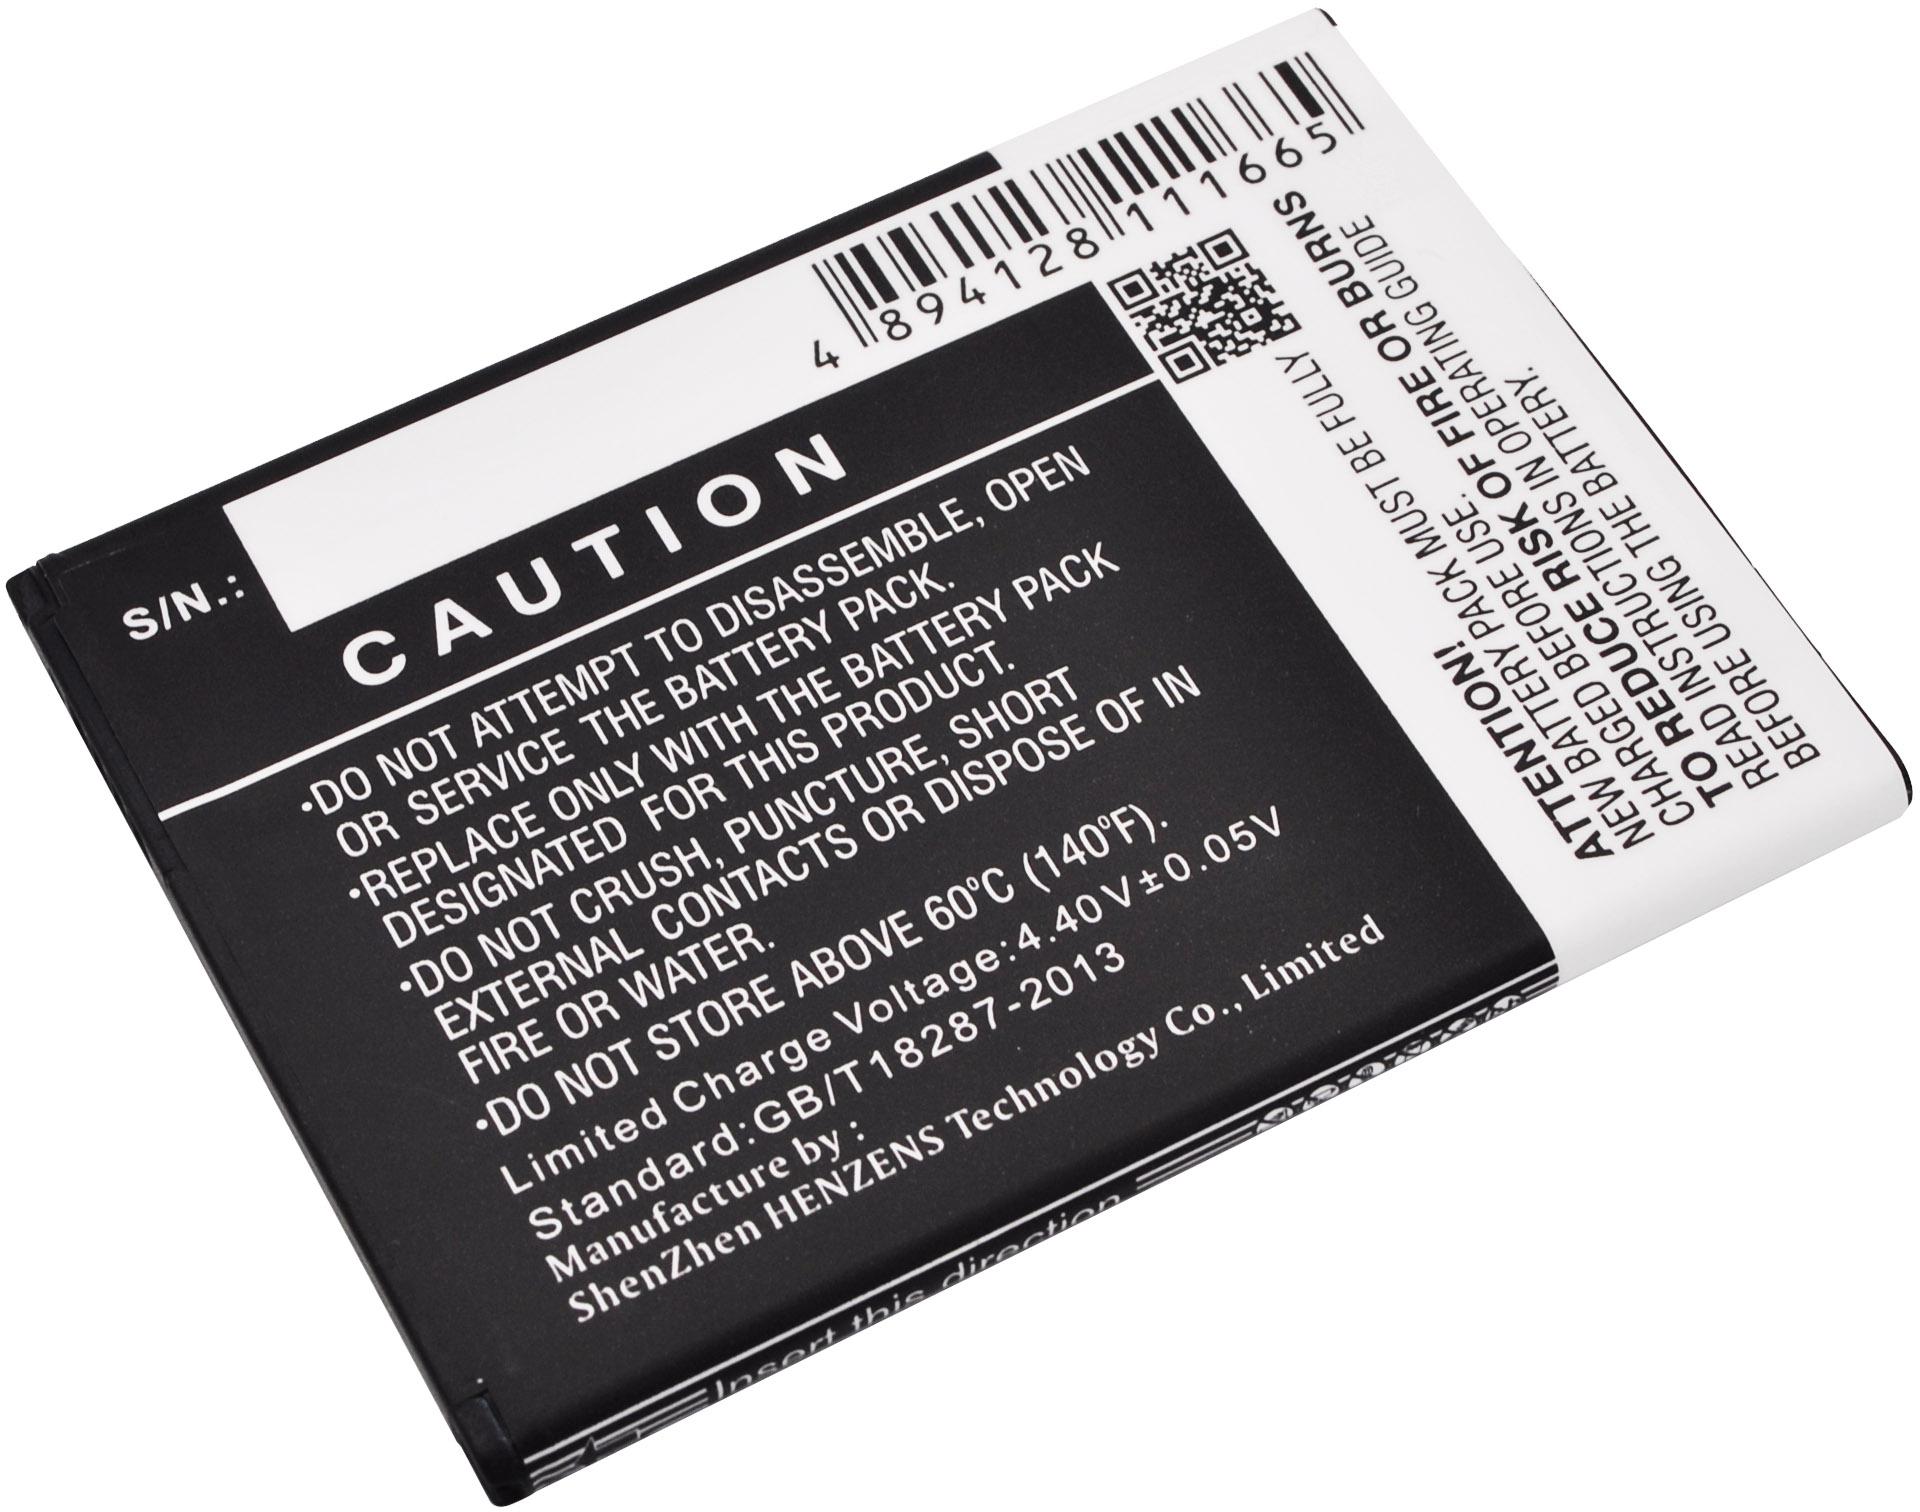 4 894128 111665
S/N.:
CAUTION
·DO NOT ATTEMPT TO DISASSEMBLE, OPEN
OR SERVICE THE BATTERY PACK.
·REPLACE ONLY WITH THE BATTERY PACK
DESIGNATED FOR THIS PRODUCT.
·DO NOT CRUSH, PUNCTURE, SHORT
EXTERNAL CONTACTS OR DISPOSE OF IN
FIRE OR WATER.
·DO NOT STORE ABOVE 60°C (140°F).
Limited Charge Voltage:4.40V±0.05V
Standard:GB/T18287-2013
Manufacture by:
ShenZhen HENZENS Technology Co., Limited
ATTENTION!
NEW BATTERY PACK MUST BE FULLY
CHARGED BEFORE USE.
TO REDUCE RISK OF FIRE OR BURNS
READ INSTRUCTIONS IN OPERATING GUIDE
BEFORE USING THE BATTERY.
Insert this direction